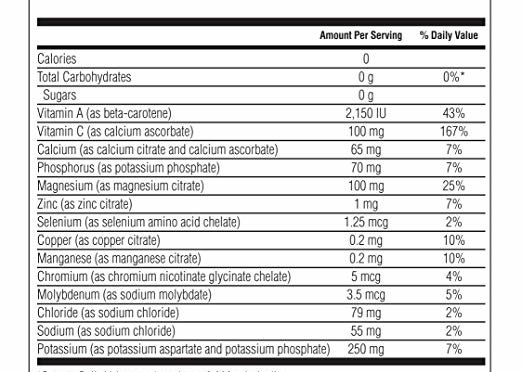 Amount Per Serving % Daily Value
Calories 0
Total Carbohydrates 0 g 0%*
Sugars 0 g
Vitamin A (as beta-carotene) 2,150 IU 43%
Vitamin C (as calcium ascorbate) 100 mg 167%
Calcium (as calcium citrate and calcium ascorbate) 65 mg 7%
Phosphorus (as potassium phosphate) 70 mg 7%
Magnesium (as magnesium citrate) 100 mg 25%
Zinc (as zinc citrate) 1 mg 7%
Selenium (as selenium amino acid chelate) 1.25 mcg 2%
Copper (as copper citrate) 0.2 mg 10%
Manganese (as manganese citrate) 0.2 mg 10%
Chromium (as chromium nicotinate glycinate chelate) 5 mcg 4%
Molybdenum (as sodium molybdate) 3.5 mcg 5%
Chloride (as sodium chloride) 79 mg 2%
Sodium (as sodium chloride) 55 mg 2%
Potassium (as potassium aspartate and potassium phosphate) 250 mg 7%